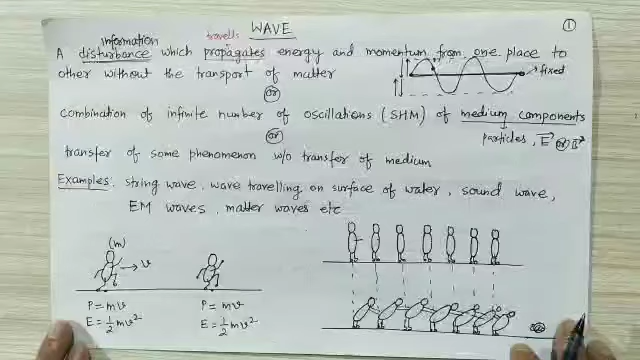 WAVE
①
information travells
A disturbance which propagates energy and momentum from one place to
other without the transport of matter
fixed
or
combination of infinite number of oscillations (SHM) of medium components
or
particles, E⃗ or B⃗
transfer of some phenomenon w/o transfer of medium
Examples: string wave, wave travelling on surface of water, sound wave,
EM waves, matter waves etc
(m)
v
P = mv P = mv
E = ½ mv² E = ½ mv²